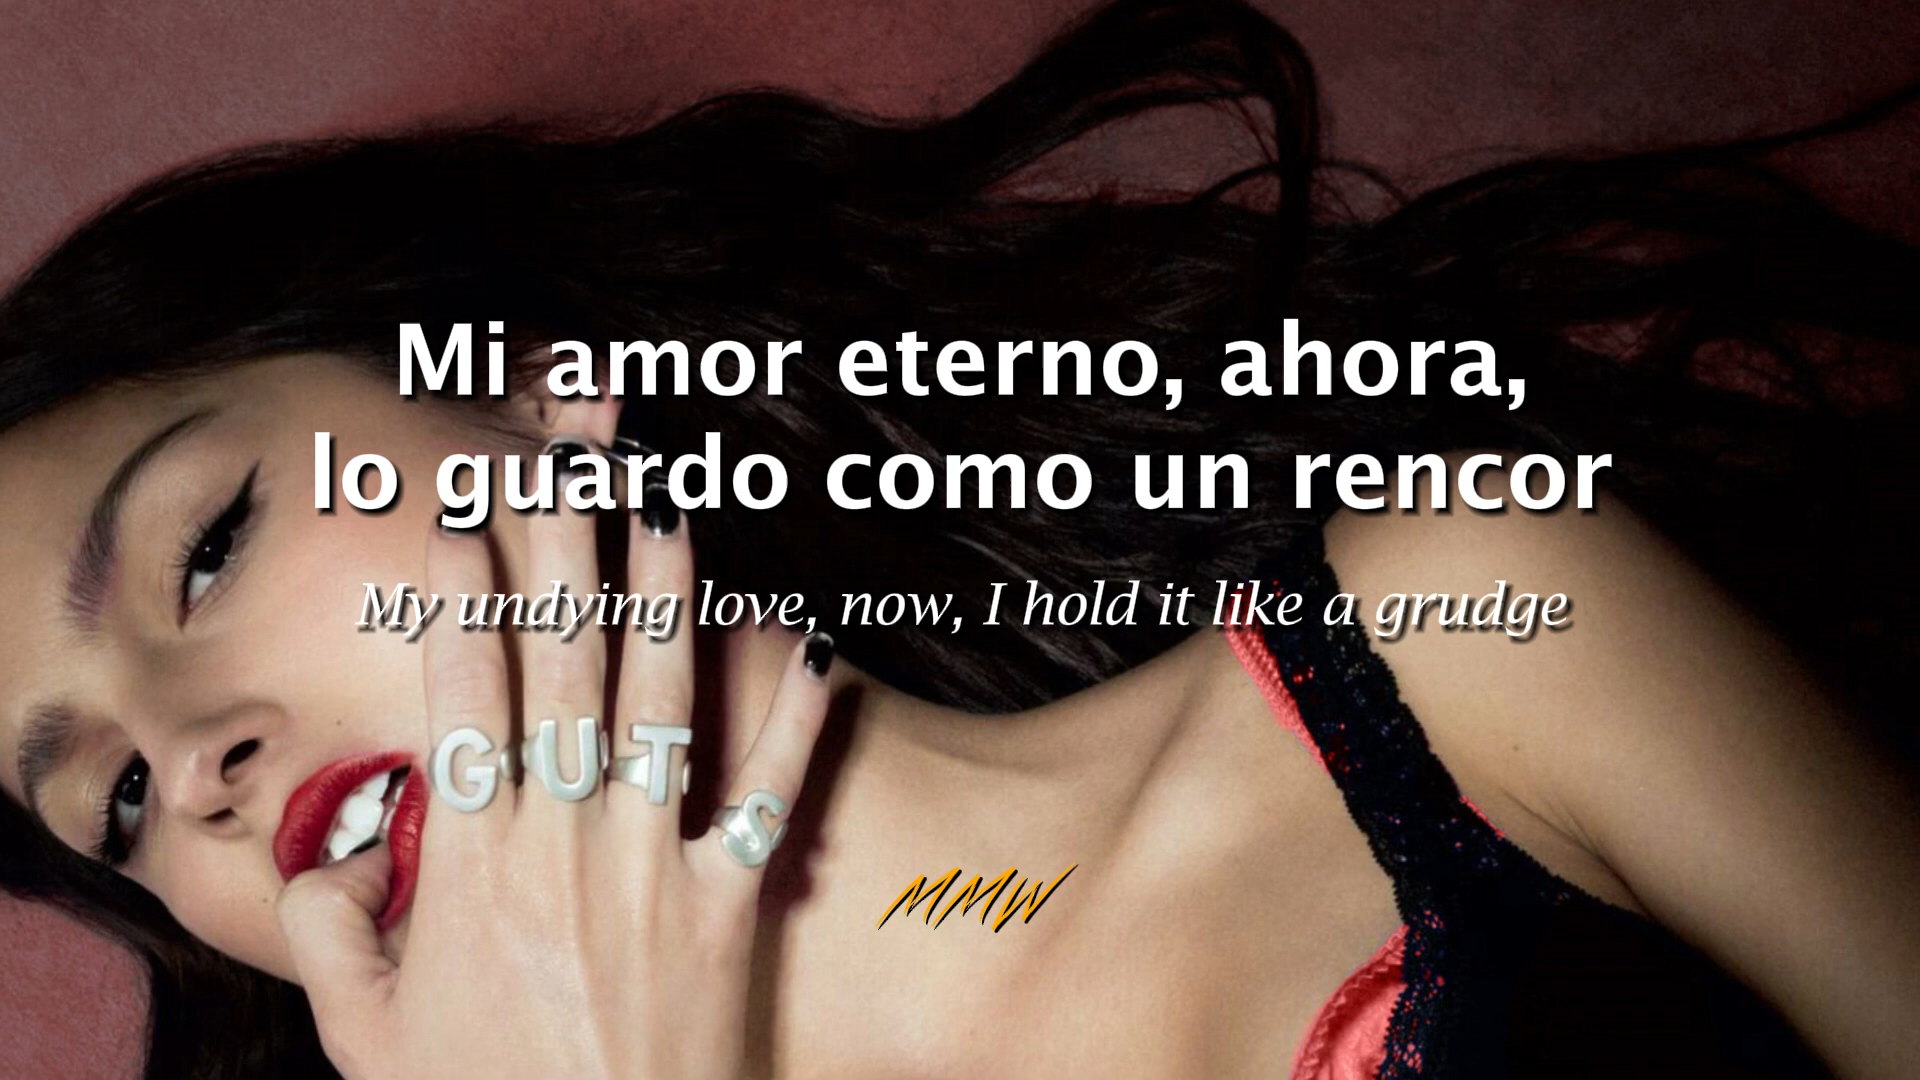 Mi amor eterno, ahora,
lo guardo como un rencor
My undying love, now, I hold it like a grudge
GUTS
MMW